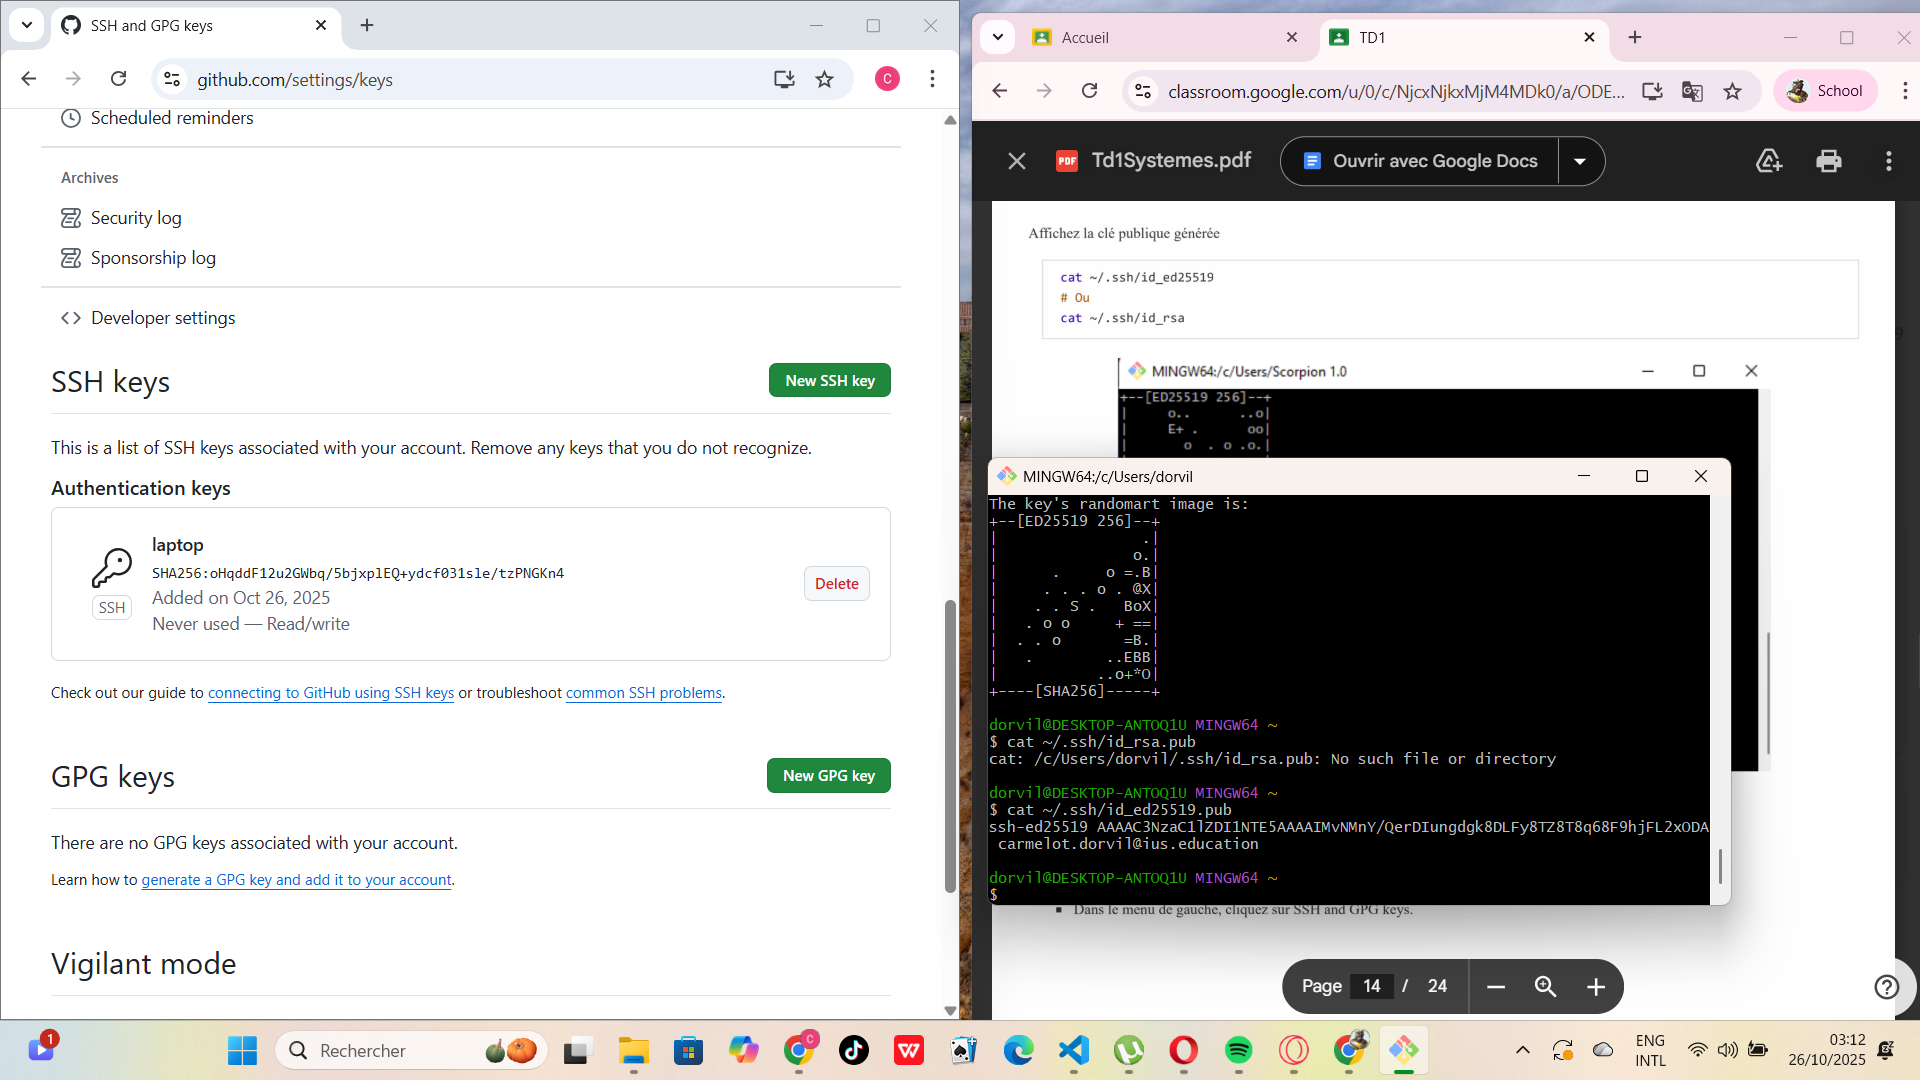 SSH and GPG keys
github.com/settings/keys
C
Scheduled reminders
Archives
Security log
Sponsorship log
Developer settings
SSH keys
New SSH key
This is a list of SSH keys associated with your account. Remove any keys that you do not recognize.
Authentication keys
laptop
SHA256:oHqddF12u2GWbq/5bjxplEQ+ydcf031sle/tzPNGKn4
Added on Oct 26, 2025
Never used — Read/write
SSH
Delete
Check out our guide to connecting to GitHub using SSH keys or troubleshoot common SSH problems.
GPG keys
New GPG key
There are no GPG keys associated with your account.
Learn how to generate a GPG key and add it to your account.
Vigilant mode
Accueil
TD1
classroom.google.com/u/0/c/NjcxNjkxMjM4MDk0/a/ODE...
School
PDF
Td1Systemes.pdf
Ouvrir avec Google Docs
Affichez la clé publique générée
cat ~/.ssh/id_ed25519
# Ou
cat ~/.ssh/id_rsa
MINGW64:/c/Users/Scorpion 1.0
+--[ED25519 256]--+
|     o..      ..o|
|     E+ .      oo|
|       o  . o .o.|
MINGW64:/c/Users/dorvil
The key's randomart image is:
+--[ED25519 256]--+
|                .|
|               o.|
|      .     o =.B|
|     . . . o . @X|
|    . . S .   BoX|
|   . o o     + ==|
|  . . o       =B.|
|   .        ..EBB|
|           ..o+*O|
+----[SHA256]-----+
dorvil@DESKTOP-ANTOQ1U MINGW64 ~
$ cat ~/.ssh/id_rsa.pub
cat: /c/Users/dorvil/.ssh/id_rsa.pub: No such file or directory
dorvil@DESKTOP-ANTOQ1U MINGW64 ~
$ cat ~/.ssh/id_ed25519.pub
ssh-ed25519 AAAAC3NzaC1lZDI1NTE5AAAAIMvNMnY/QerDIungdgk8DLFy8TZ8T8q68F9hjFL2xODA
carmelot.dorvil@ius.education
dorvil@DESKTOP-ANTOQ1U MINGW64 ~
$
Dans le menu de gauche, cliquez sur SSH and GPG keys.
Page 14 / 24
1
Rechercher
C
ENG
INTL
03:12
26/10/2025